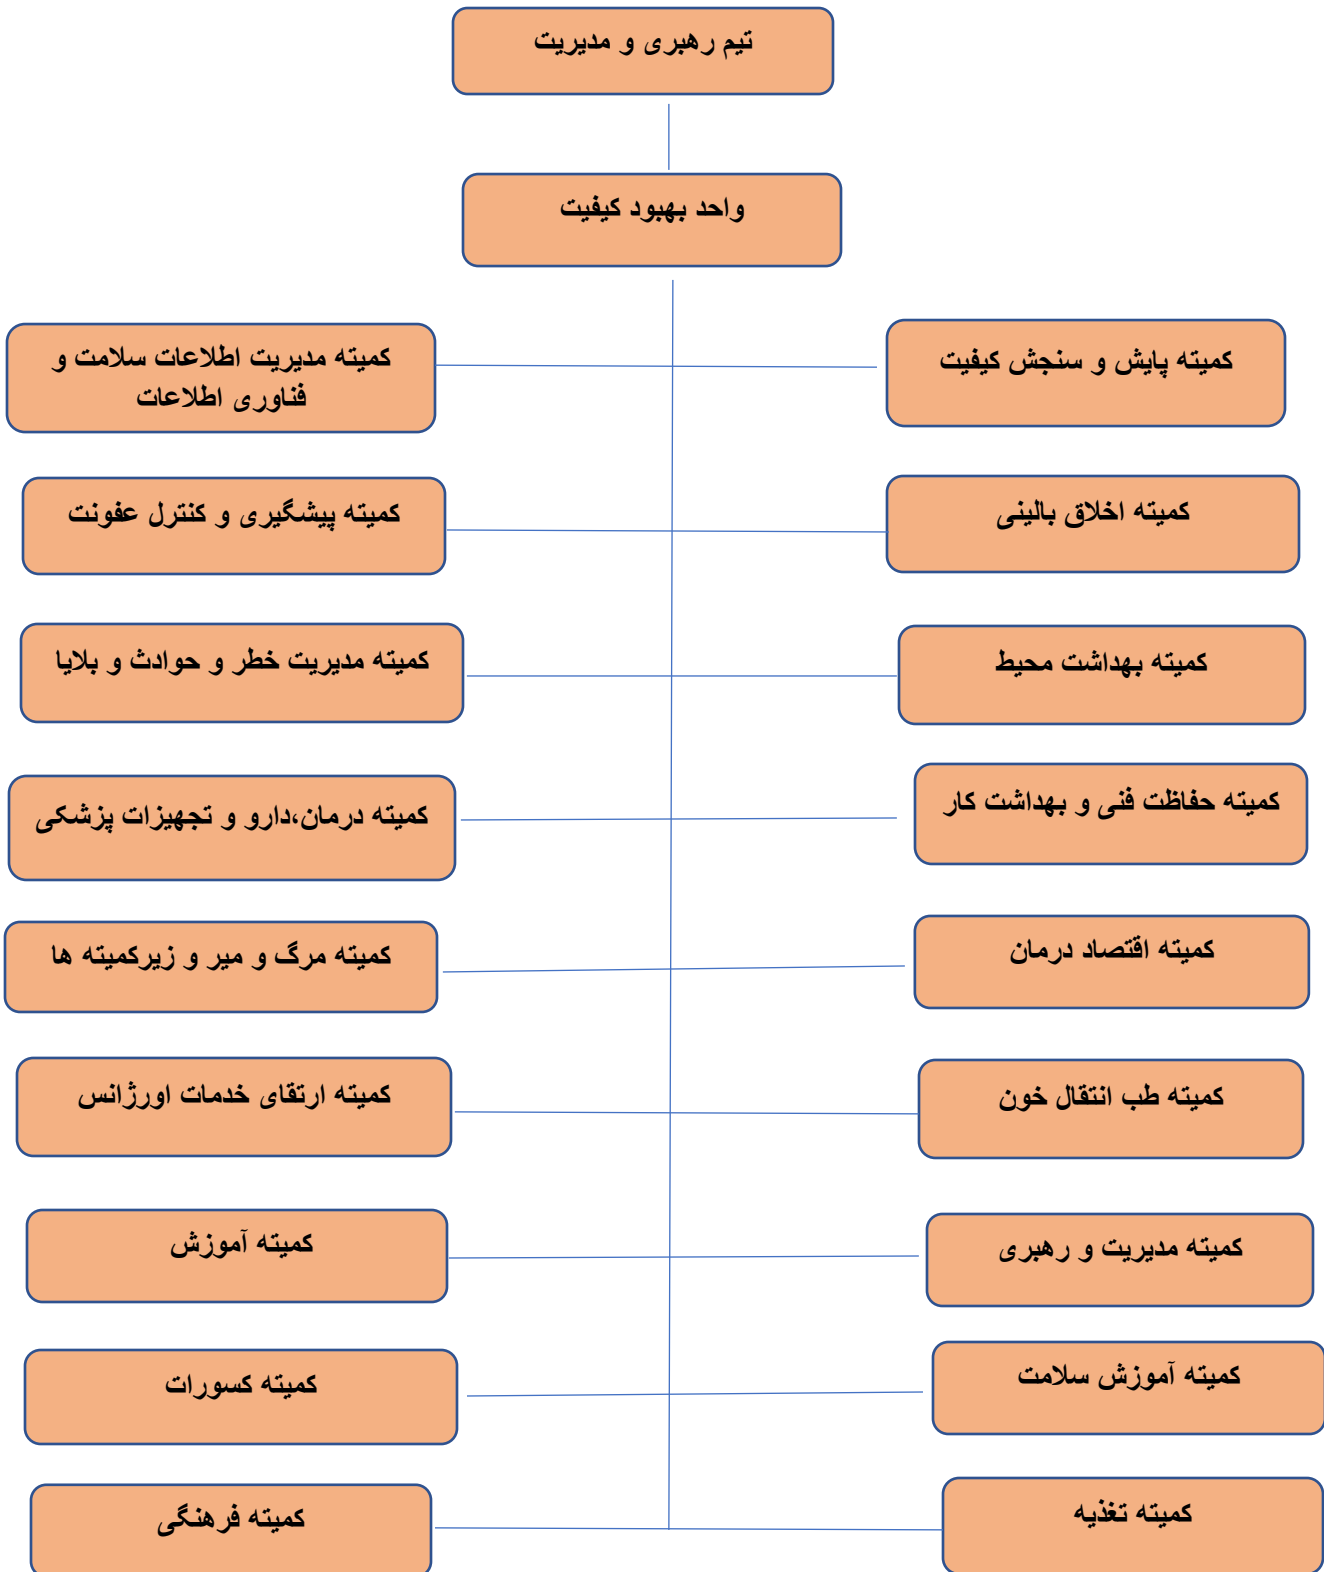 تیم رهبری و مدیریت
واحد بهبود کیفیت
کمیته پایش و سنجش کیفیت
کمیته مدیریت اطلاعات سلامت و
فناوری اطلاعات
کمیته اخلاق بالینی
کمیته پیشگیری و کنترل عفونت
کمیته بهداشت محیط
کمیته مدیریت خطر و حوادث و بلایا
کمیته حفاظت فنی و بهداشت کار
کمیته درمان،دارو و تجهیزات پزشکی
کمیته اقتصاد درمان
کمیته مرگ و میر و زیرکمیته ها
کمیته طب انتقال خون
کمیته ارتقای خدمات اورژانس
کمیته مدیریت و رهبری
کمیته آموزش
کمیته آموزش سلامت
کمیته کسورات
کمیته تغذیه
کمیته فرهنگی